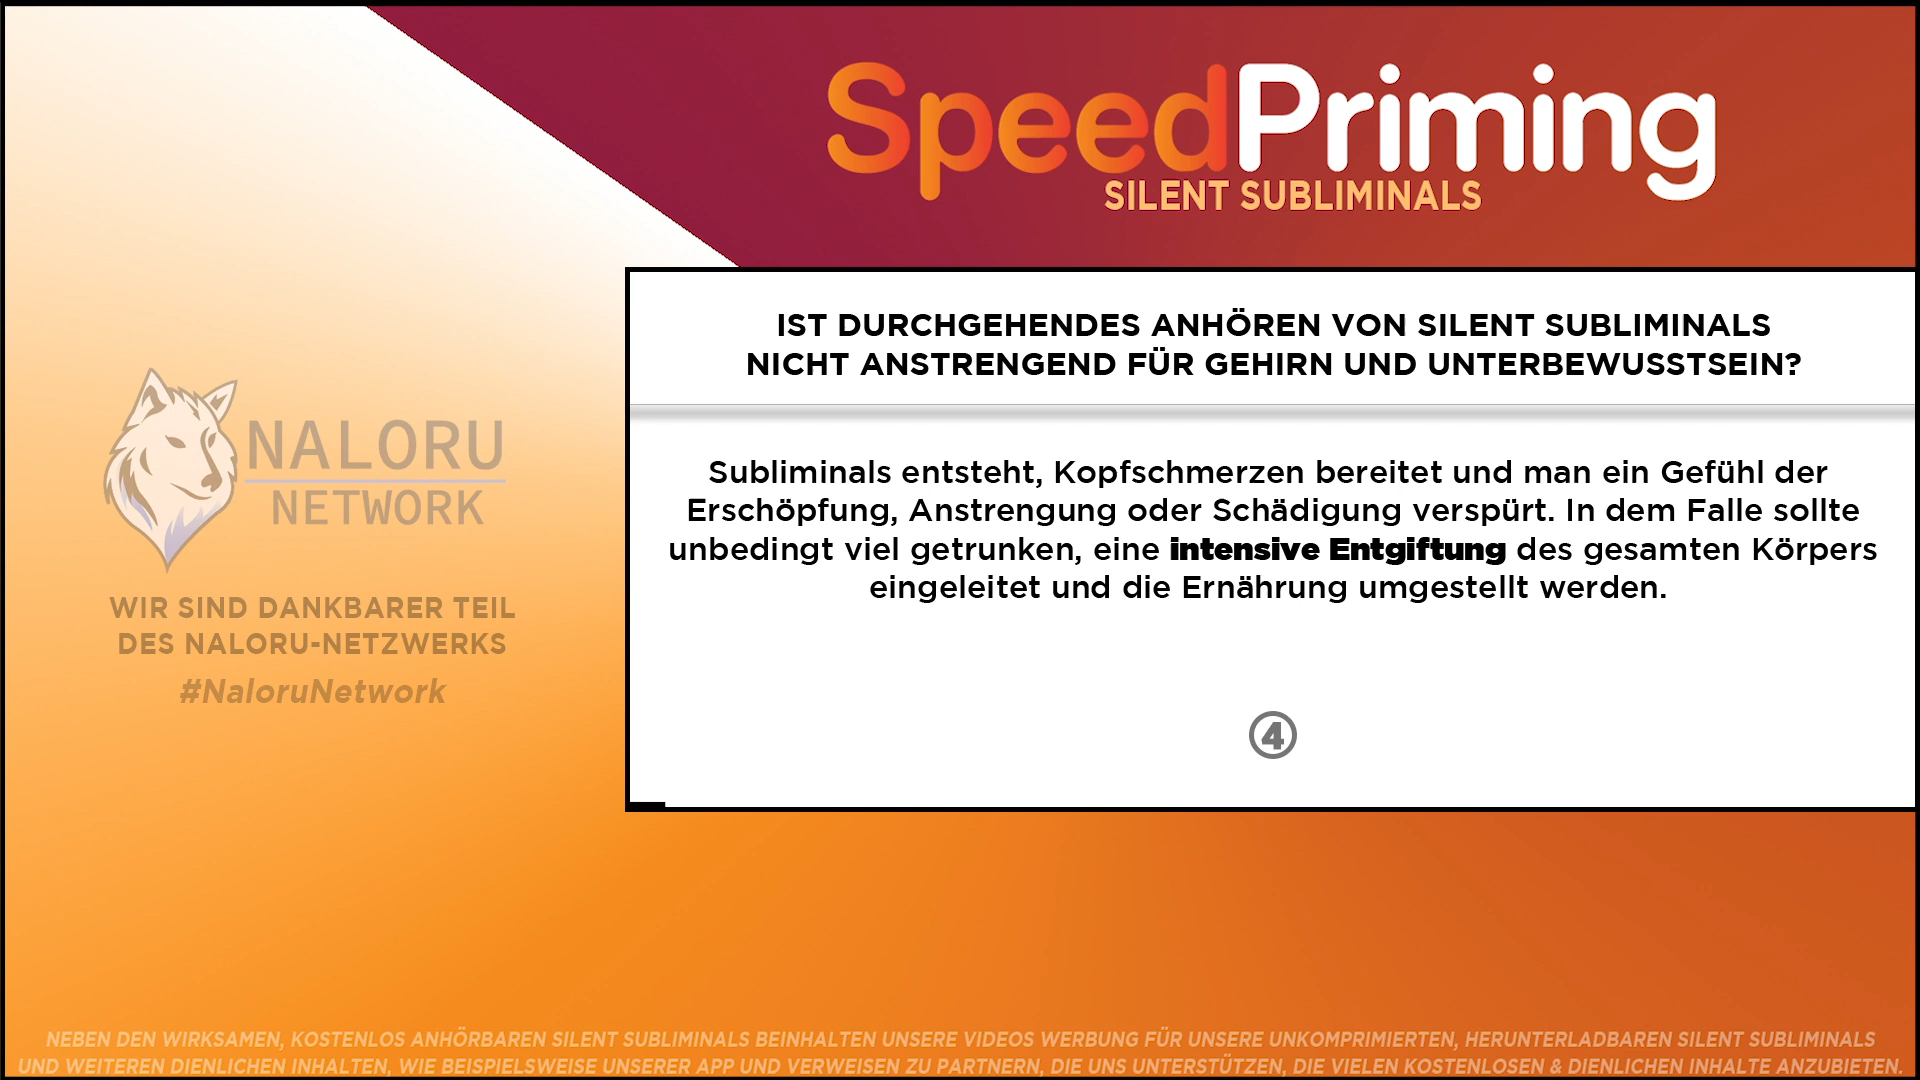 SpeedPriming
SILENT SUBLIMINALS
IST DURCHGEHENDES ANHÖREN VON SILENT SUBLIMINALS
NICHT ANSTRENGEND FÜR GEHIRN UND UNTERBEWUSSTSEIN?
Subliminals entsteht, Kopfschmerzen bereitet und man ein Gefühl der
Erschöpfung, Anstrengung oder Schädigung verspürt. In dem Falle sollte
unbedingt viel getrunken, eine intensive Entgiftung des gesamten Körpers
eingeleitet und die Ernährung umgestellt werden.
4
NALORU
NETWORK
WIR SIND DANKBARER TEIL
DES NALORU-NETZWERKS
#NaloruNetwork
NEBEN DEN WIRKSAMEN, KOSTENLOS ANHÖRBAREN SILENT SUBLIMINALS BEINHALTEN UNSERE VIDEOS WERBUNG FÜR UNSERE UNKOMPRIMIERTEN, HERUNTERLADBAREN SILENT SUBLIMINALS
UND WEITEREN DIENLICHEN INHALTEN, WIE BEISPIELSWEISE UNSERER APP UND VERWEISEN ZU PARTNERN, DIE UNS UNTERSTÜTZEN, DIE VIELEN KOSTENLOSEN & DIENLICHEN INHALTE ANZUBIETEN.